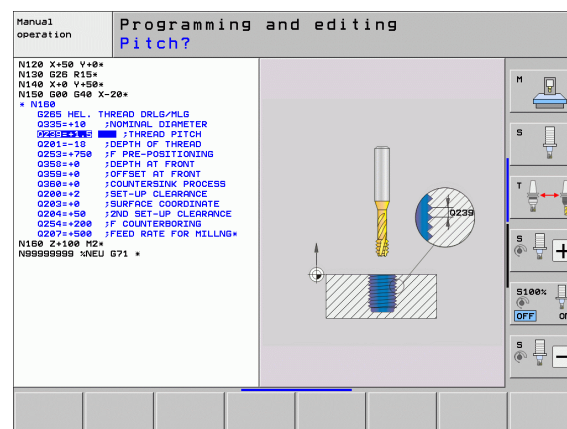 Manual
operation
Programming and editing
Pitch?
N120 X+50 Y+0*
N130 G26 R15*
N140 X+0 Y+50*
N150 G00 G40 X-20*
* N160
G265 HEL. THREAD DRLG/MLG
Q335=+10 ;NOMINAL DIAMETER
Q239=+1.5 ;THREAD PITCH
Q201=-18 ;DEPTH OF THREAD
Q253=+750 ;F PRE-POSITIONING
Q358=+0 ;DEPTH AT FRONT
Q359=+0 ;OFFSET AT FRONT
Q360=+0 ;COUNTERSINK PROCESS
Q200=+2 ;SET-UP CLEARANCE
Q203=+0 ;SURFACE COORDINATE
Q204=+50 ;2ND SET-UP CLEARANCE
Q254=+200 ;F COUNTERBORING
Q207=+500 ;FEED RATE FOR MILLNG*
N160 Z+100 M2*
N99999999 %NEU G71 *
Q239
M
S
T
S
+
S100%
OFF
S
-